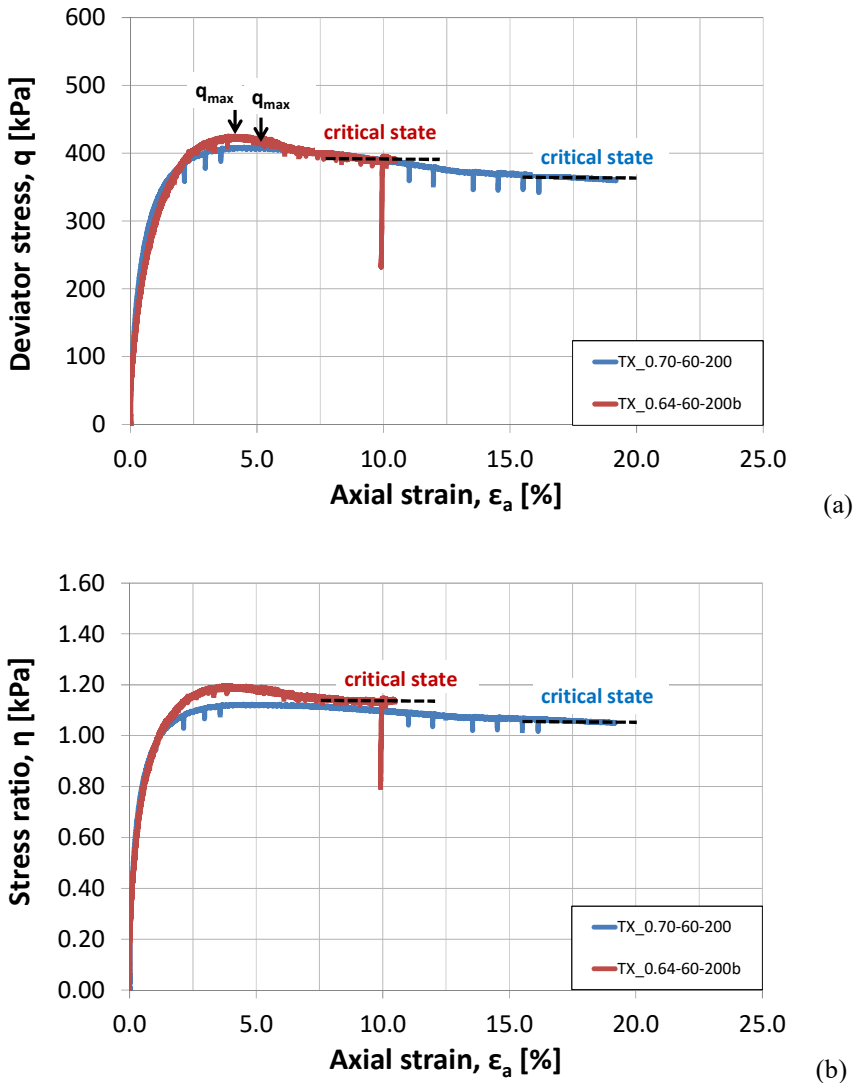 600
500
400
300
200
100
0
Deviator stress, q [kPa]
q_max
q_max
critical state
critical state
TX_0.70-60-200
TX_0.64-60-200b
0.0 5.0 10.0 15.0 20.0 25.0
Axial strain, ε_a [%]
(a)
1.60
1.40
1.20
1.00
0.80
0.60
0.40
0.20
0.00
Stress ratio, η [kPa]
critical state
critical state
TX_0.70-60-200
TX_0.64-60-200b
0.0 5.0 10.0 15.0 20.0 25.0
Axial strain, ε_a [%]
(b)